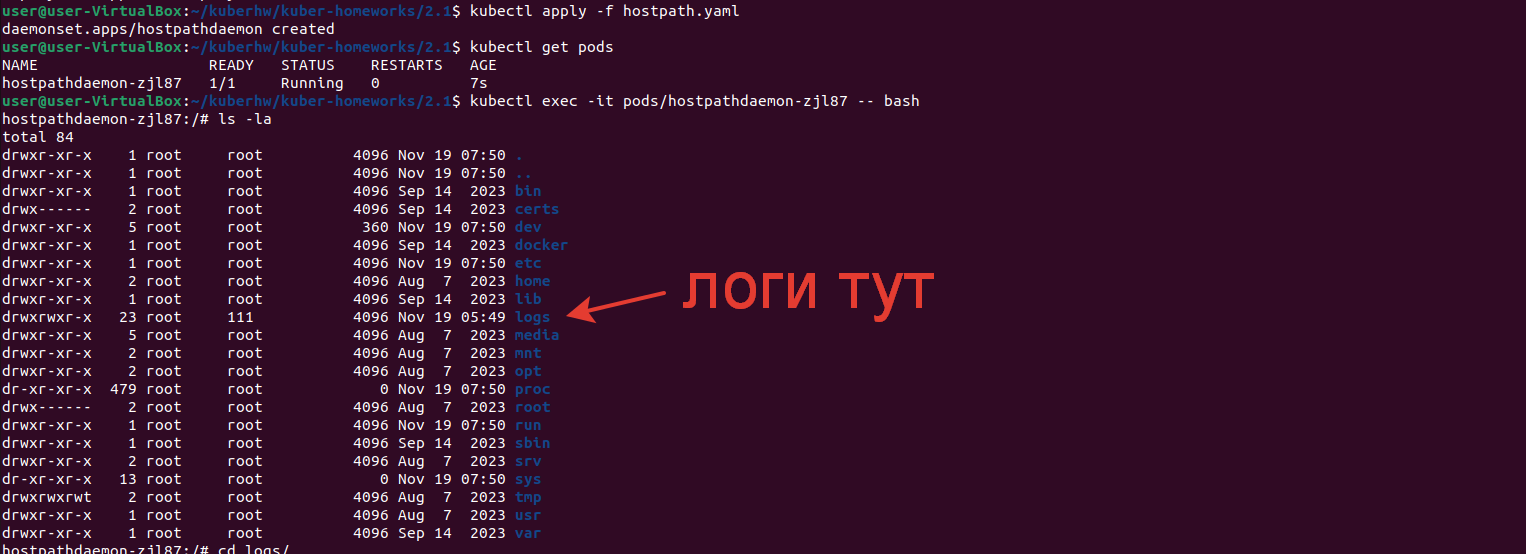 user@user-VirtualBox:~/kuberhw/kuber-homeworks/2.1$ kubectl apply -f hostpath.yaml
daemonset.apps/hostpathdaemon created
user@user-VirtualBox:~/kuberhw/kuber-homeworks/2.1$ kubectl get pods
NAME                   READY   STATUS    RESTARTS   AGE
hostpathdaemon-zjl87   1/1     Running   0          7s
user@user-VirtualBox:~/kuberhw/kuber-homeworks/2.1$ kubectl exec -it pods/hostpathdaemon-zjl87 -- bash
hostpathdaemon-zjl87:/# ls -la
total 84
drwxr-xr-x    1 root     root          4096 Nov 19 07:50 .
drwxr-xr-x    1 root     root          4096 Nov 19 07:50 ..
drwxr-xr-x    1 root     root          4096 Sep 14  2023 bin
drwx------    2 root     root          4096 Sep 14  2023 certs
drwxr-xr-x    5 root     root           360 Nov 19 07:50 dev
drwxr-xr-x    1 root     root          4096 Sep 14  2023 docker
drwxr-xr-x    1 root     root          4096 Nov 19 07:50 etc
drwxr-xr-x    2 root     root          4096 Aug  7  2023 home
drwxr-xr-x    1 root     root          4096 Sep 14  2023 lib
drwxrwxr-x   23 root     111           4096 Nov 19 05:49 logs
логи тут
drwxr-xr-x    5 root     root          4096 Aug  7  2023 media
drwxr-xr-x    2 root     root          4096 Aug  7  2023 mnt
drwxr-xr-x    2 root     root          4096 Aug  7  2023 opt
dr-xr-xr-x  479 root     root             0 Nov 19 07:50 proc
drwx------    2 root     root          4096 Aug  7  2023 root
drwxr-xr-x    1 root     root          4096 Nov 19 07:50 run
drwxr-xr-x    1 root     root          4096 Sep 14  2023 sbin
drwxr-xr-x    2 root     root          4096 Aug  7  2023 srv
dr-xr-xr-x   13 root     root             0 Nov 19 07:50 sys
drwxrwxrwt    2 root     root          4096 Aug  7  2023 tmp
drwxr-xr-x    1 root     root          4096 Aug  7  2023 usr
drwxr-xr-x    1 root     root          4096 Sep 14  2023 var
hostpathdaemon-zjl87:/# cd logs/